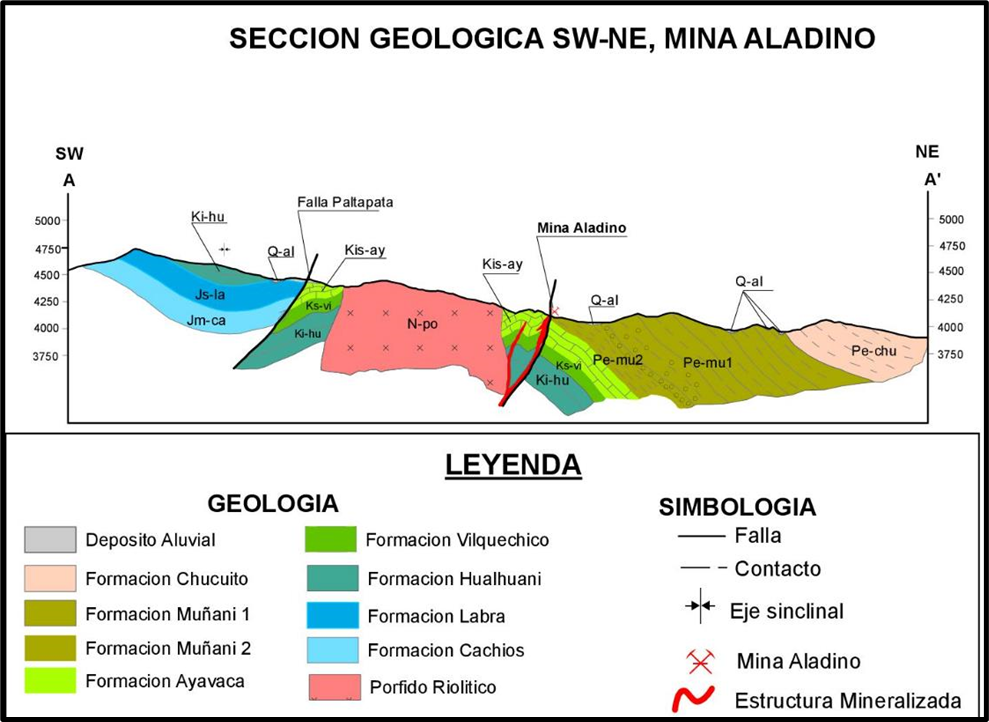 SECCION GEOLOGICA SW-NE, MINA ALADINO
SW
A
NE
A'
5000
4750
4500
4250
4000
3750
5000
4750
4500
4250
4000
3750
Ki-hu
Falla Paltapata
Q-al
Kis-ay
Mina Aladino
Kis-ay
Q-al
Q-al
Js-la
Jm-ca
Ks-vi
Ki-hu
N-po
Ks-vi
Ki-hu
Pe-mu2
Pe-mu1
Pe-chu
LEYENDA
GEOLOGIA
Deposito Aluvial
Formacion Chucuito
Formacion Muñani 1
Formacion Muñani 2
Formacion Ayavaca
Formacion Vilquechico
Formacion Hualhuani
Formacion Labra
Formacion Cachios
Porfido Riolitico
SIMBOLOGIA
Falla
Contacto
Eje sinclinal
Mina Aladino
Estructura Mineralizada